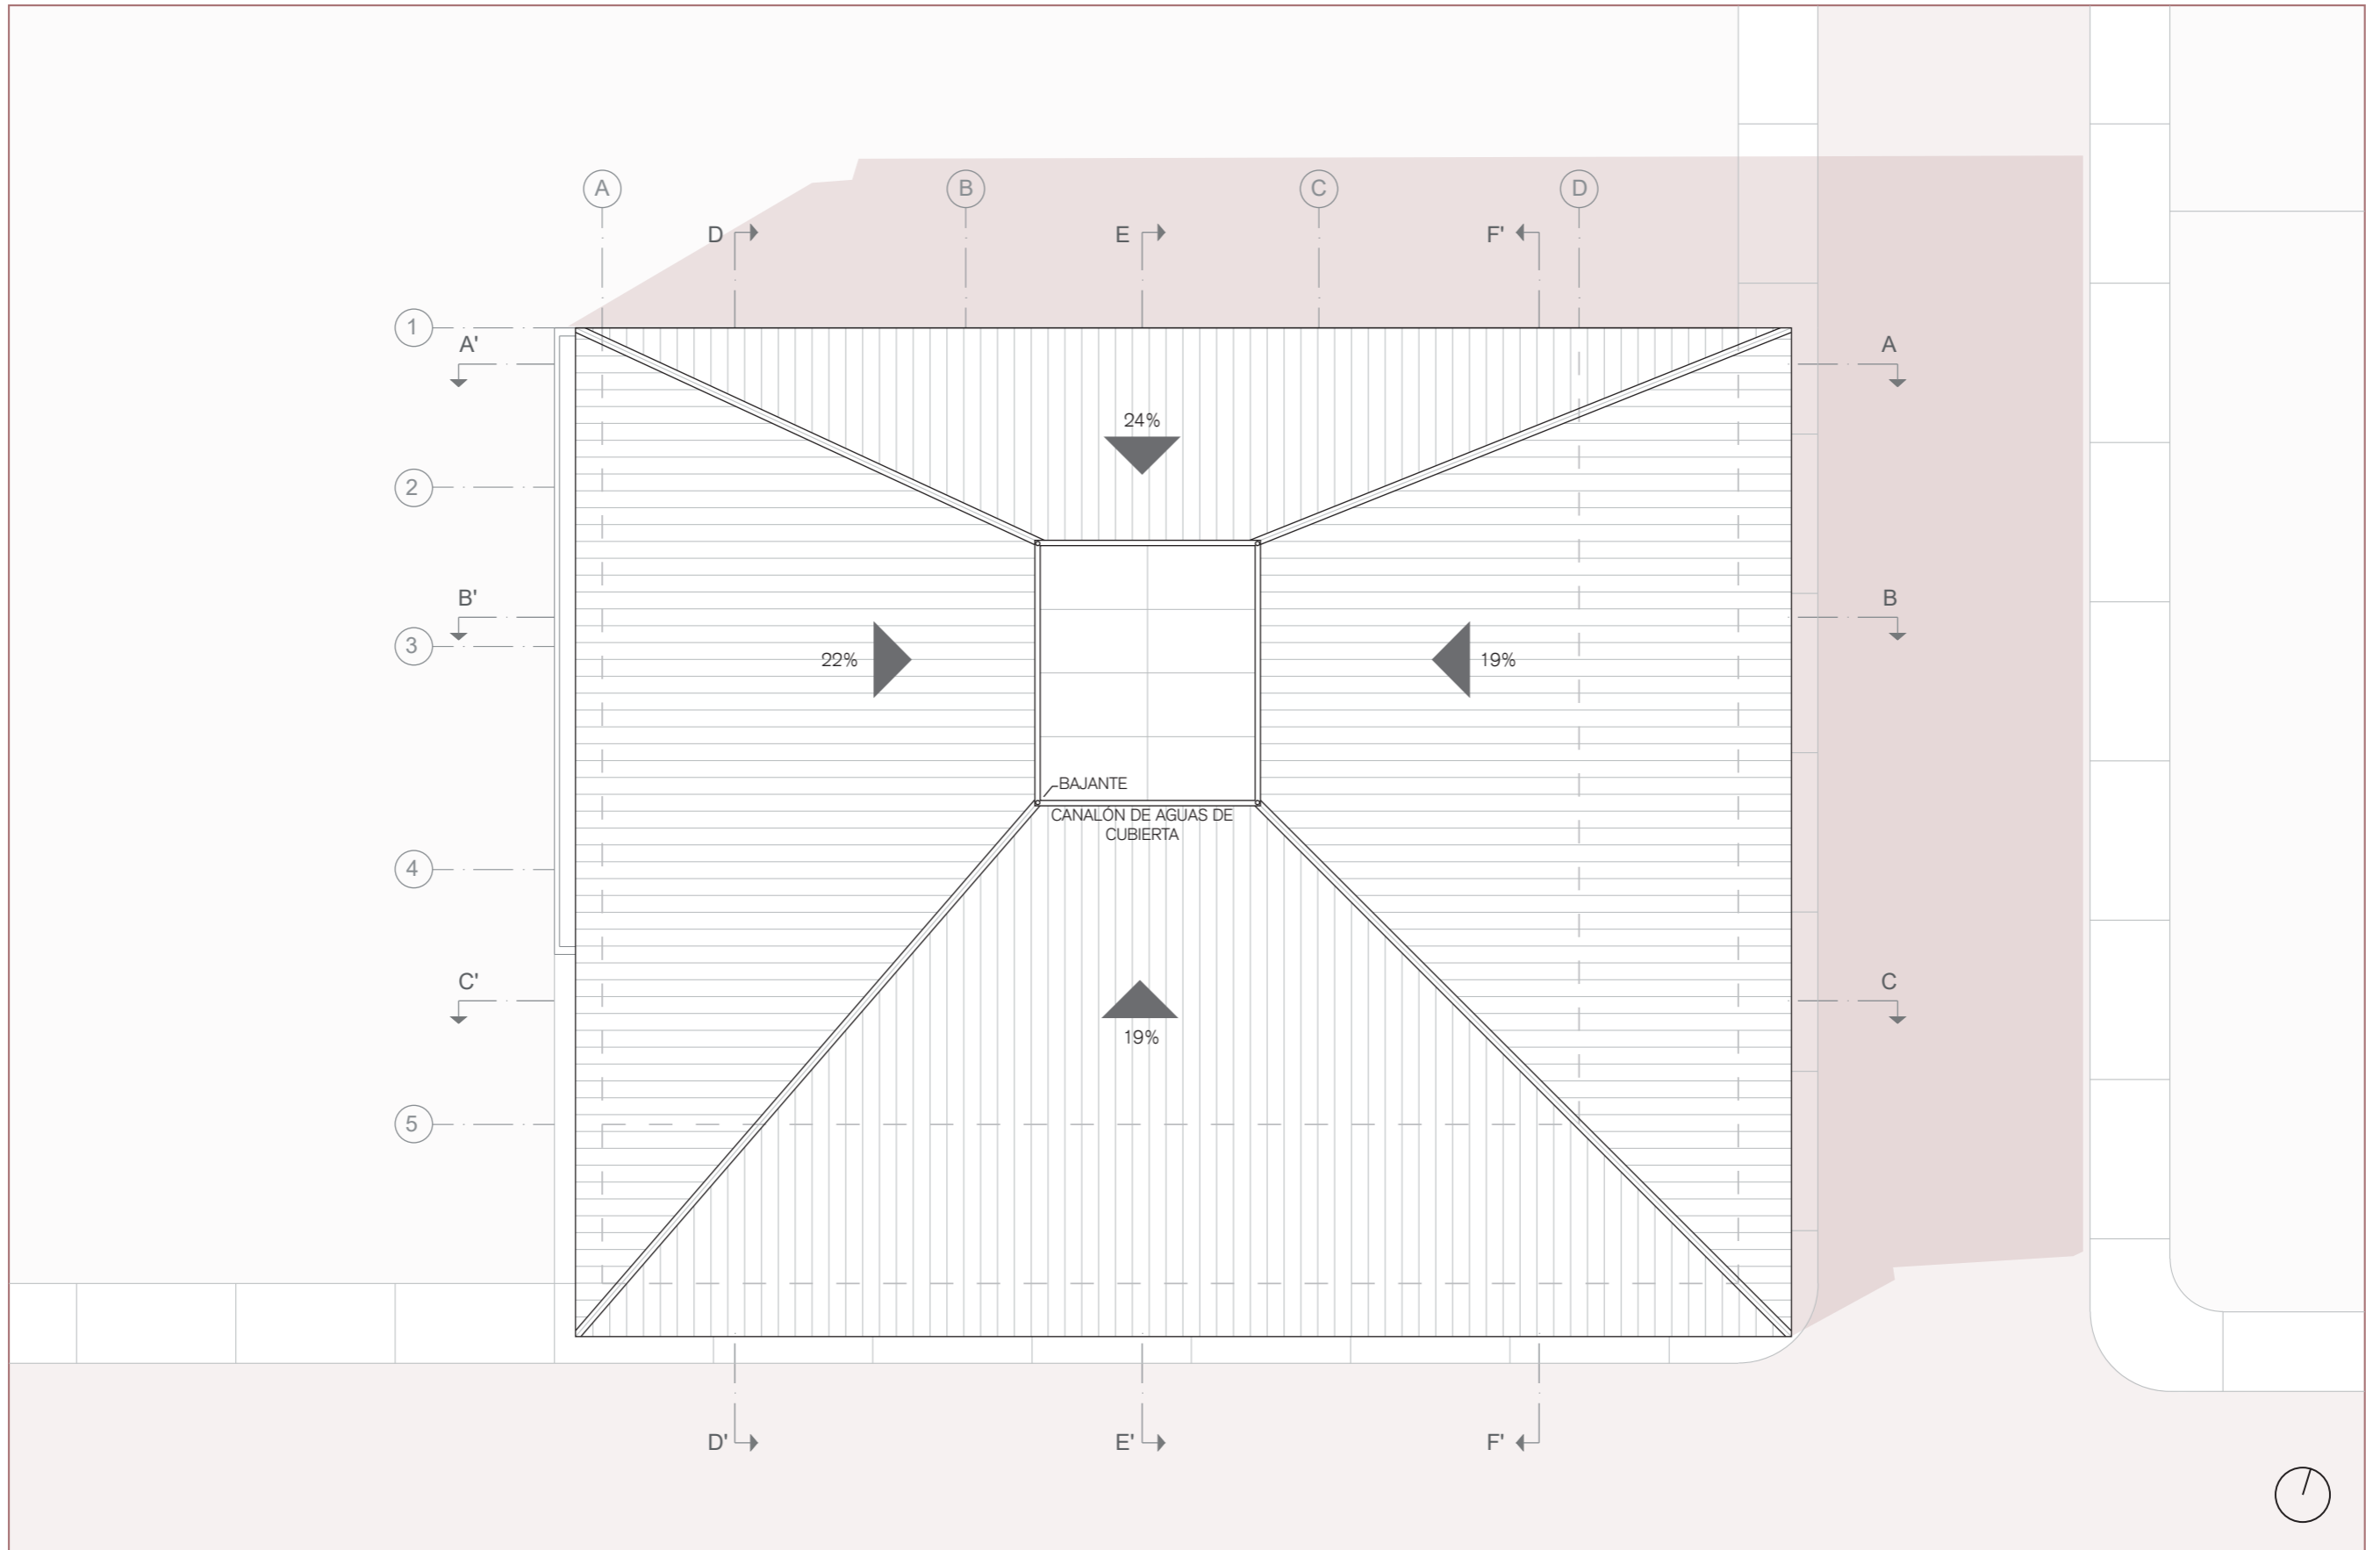 A B C D
D E F'
1
A' A
2
24%
B' B
3
22% 19%
BAJANTE
CANALÓN DE AGUAS DE
CUBIERTA
4
C' C
19%
5
D' E' F'